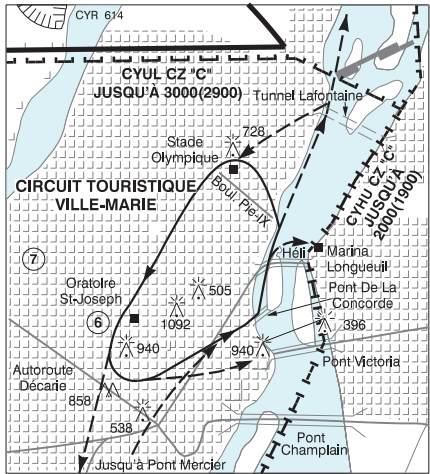 CYR 614
CYUL CZ "C"
JUSQU'À 3000(2900)
Tunnel Lafontaine
728
Stade
Olympique
Boul. Pie-IX
CIRCUIT TOURISTIQUE
VILLE-MARIE
CYHU CZ "C"
JUSQU'À
2000(1900)
7
Héli
Marina
Longueuil
Oratoire
St-Joseph
505
1092
Pont De La
Concorde
6
940
940
396
Autoroute
Décarie
858
Pont Victoria
538
Jusqu'à Pont Mercier
Pont
Champlain